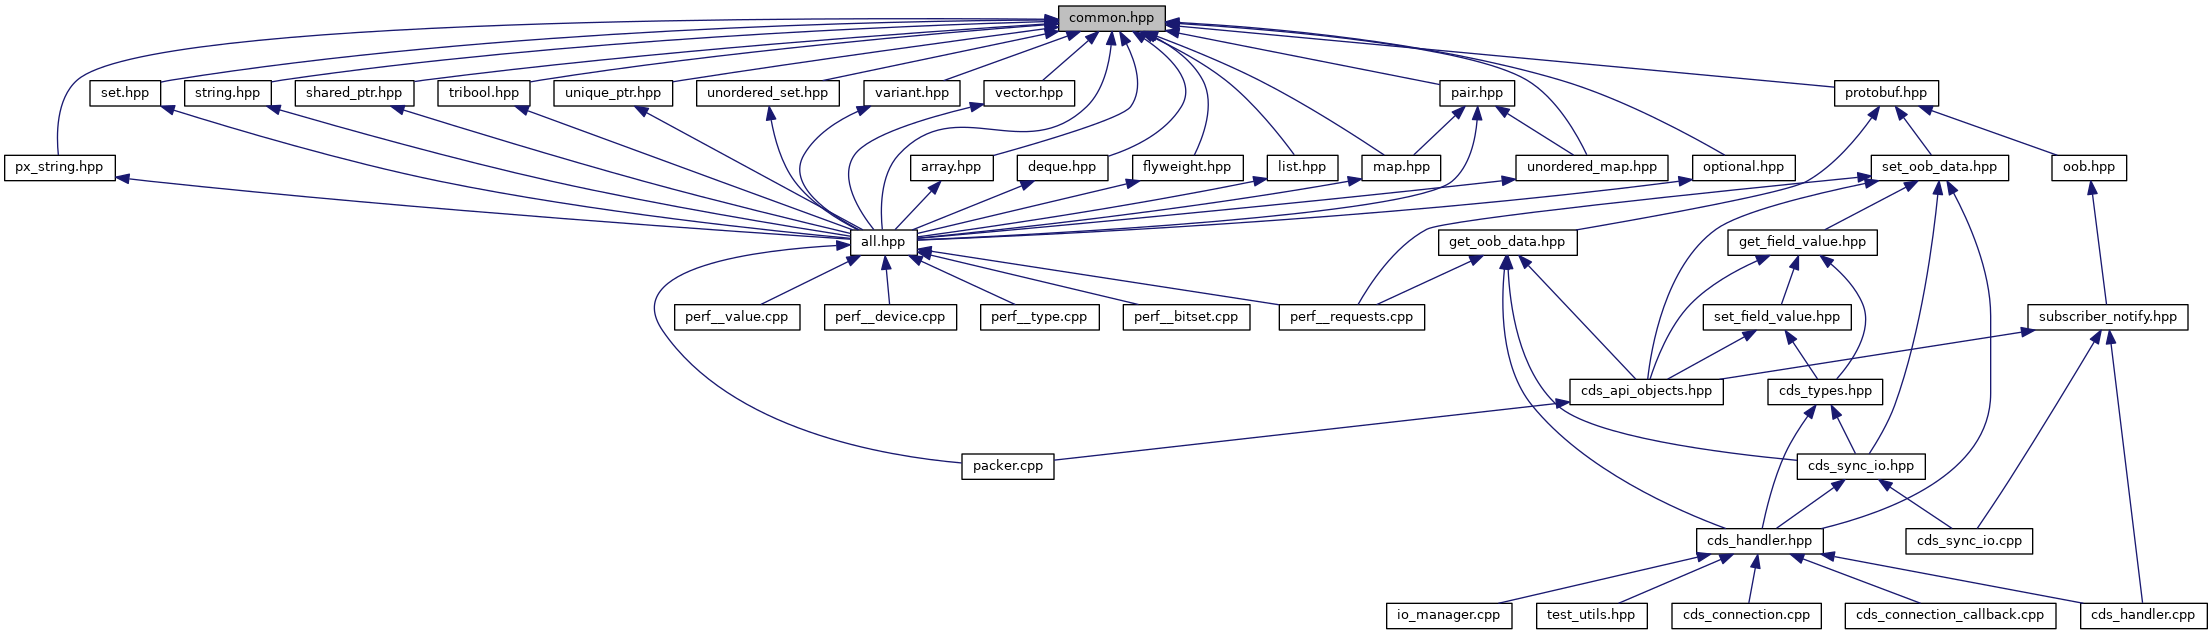 common.hpp
set.hpp
string.hpp
shared_ptr.hpp
tribool.hpp
unique_ptr.hpp
unordered_set.hpp
variant.hpp
vector.hpp
pair.hpp
protobuf.hpp
px_string.hpp
array.hpp
deque.hpp
flyweight.hpp
list.hpp
map.hpp
unordered_map.hpp
optional.hpp
set_oob_data.hpp
oob.hpp
all.hpp
get_oob_data.hpp
get_field_value.hpp
perf__value.cpp
perf__device.cpp
perf__type.cpp
perf__bitset.cpp
perf__requests.cpp
set_field_value.hpp
subscriber_notify.hpp
cds_api_objects.hpp
cds_types.hpp
packer.cpp
cds_sync_io.hpp
cds_handler.hpp
cds_sync_io.cpp
io_manager.cpp
test_utils.hpp
cds_connection.cpp
cds_connection_callback.cpp
cds_handler.cpp